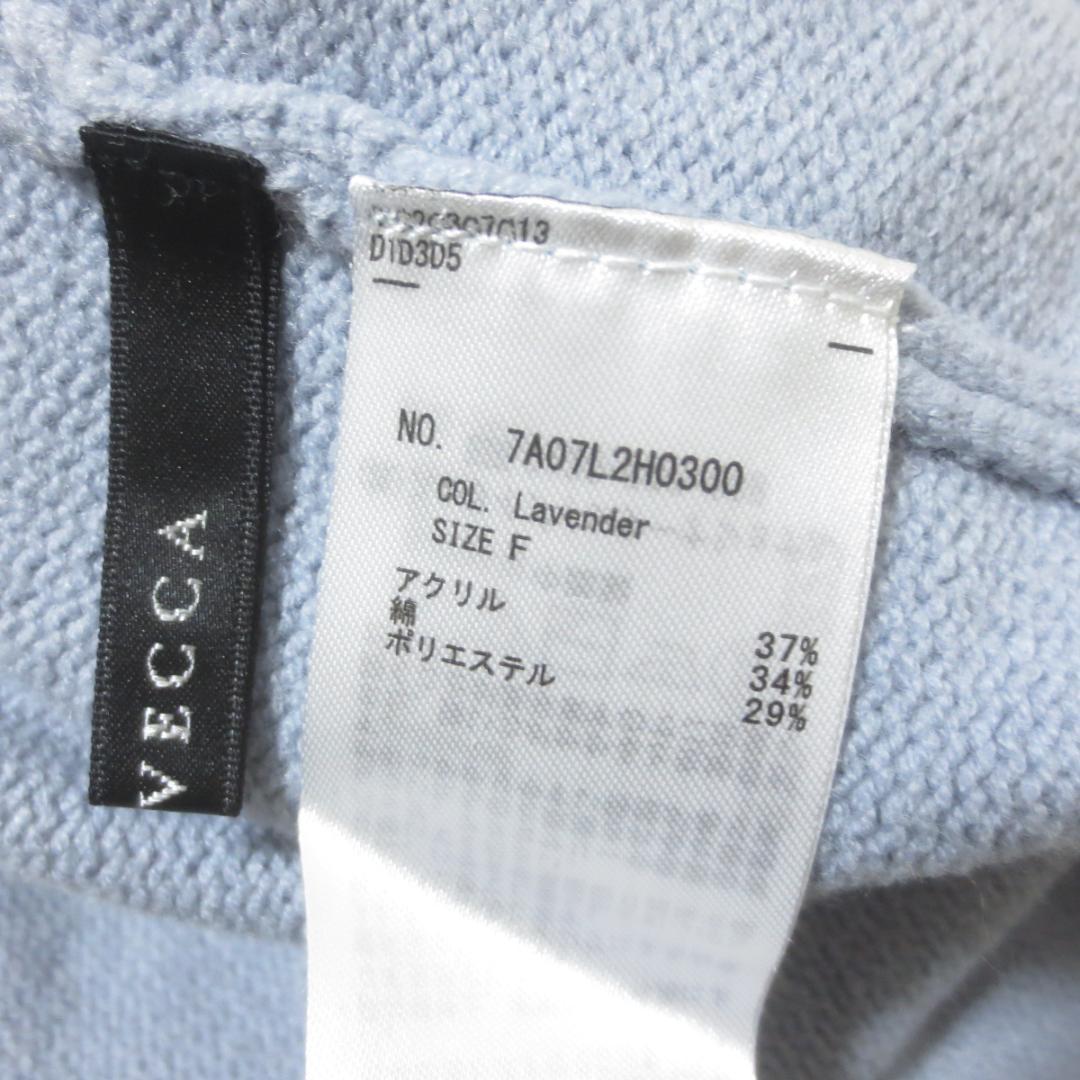 VECCA
D1D3D5
NO. 7A07L2H0300
COL. Lavender
SIZE F
アクリル 37%
綿 34%
ポリエステル 29%